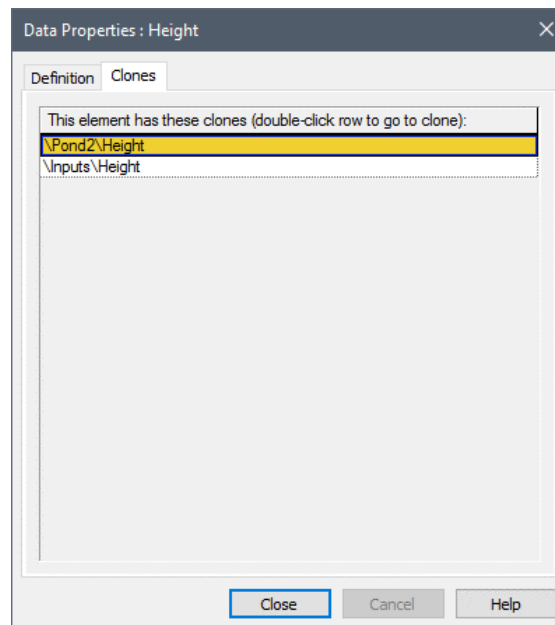 Data Properties : Height
Definition
Clones
This element has these clones (double-click row to go to clone):
\Pond2\Height
\Inputs\Height
Close
Cancel
Help